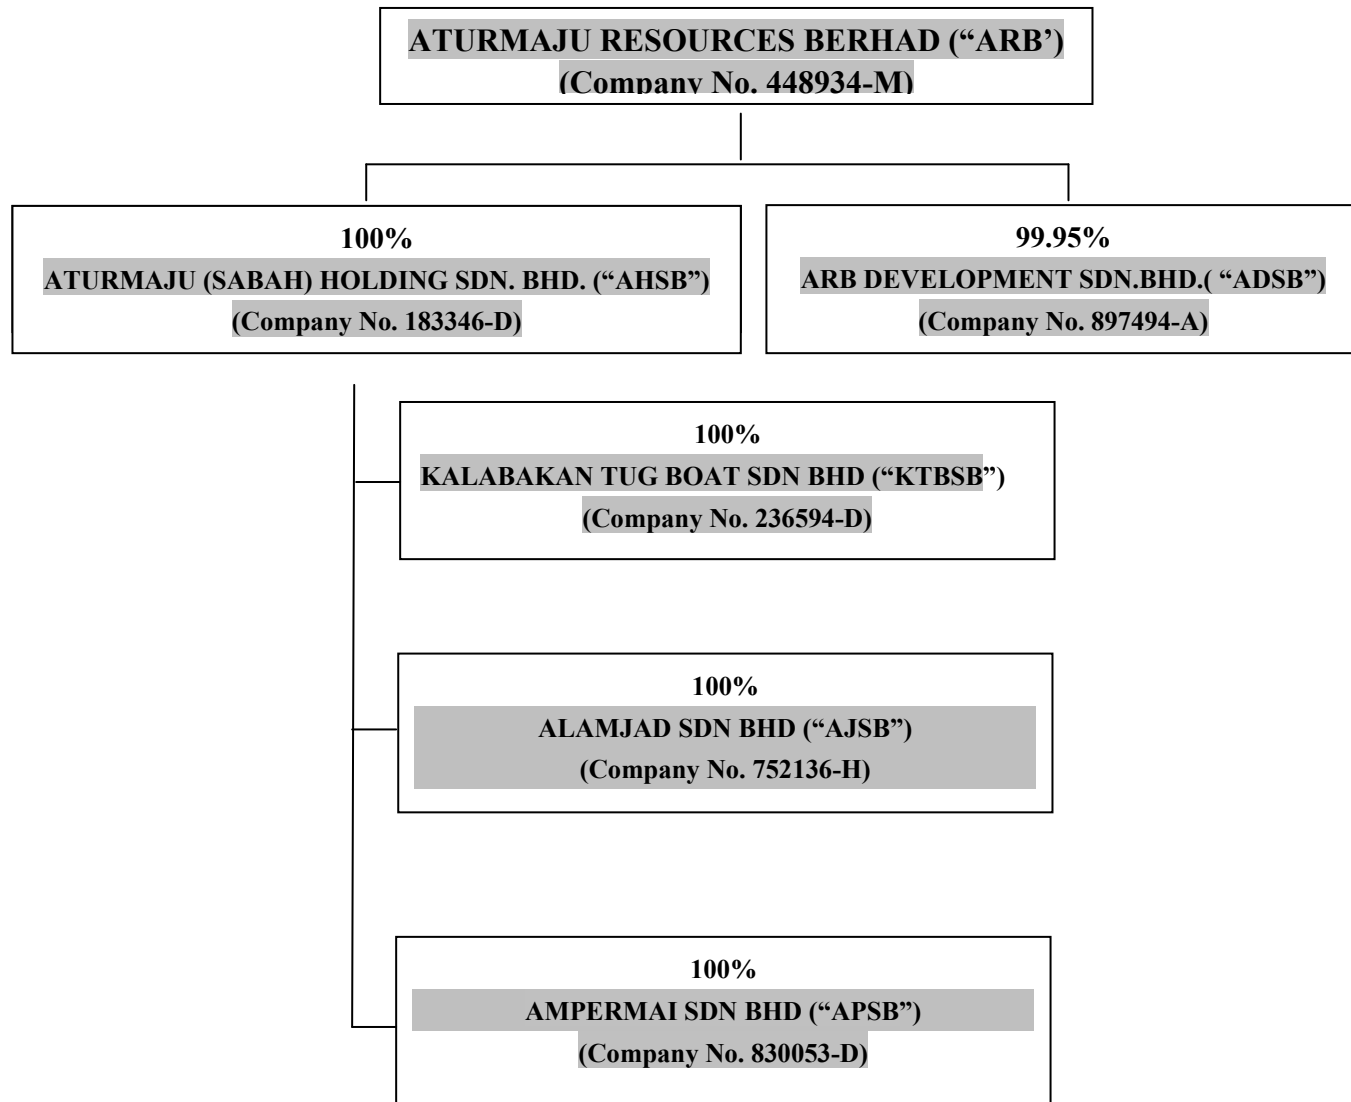 ATURMAJU RESOURCES BERHAD (“ARB’)
(Company No. 448934-M)
100%
ATURMAJU (SABAH) HOLDING SDN. BHD. (“AHSB”)
(Company No. 183346-D)
99.95%
ARB DEVELOPMENT SDN.BHD.( “ADSB”)
(Company No. 897494-A)
100%
KALABAKAN TUG BOAT SDN BHD (“KTBSB”)
(Company No. 236594-D)
100%
ALAMJAD SDN BHD (“AJSB”)
(Company No. 752136-H)
100%
AMPERMAI SDN BHD (“APSB”)
(Company No. 830053-D)